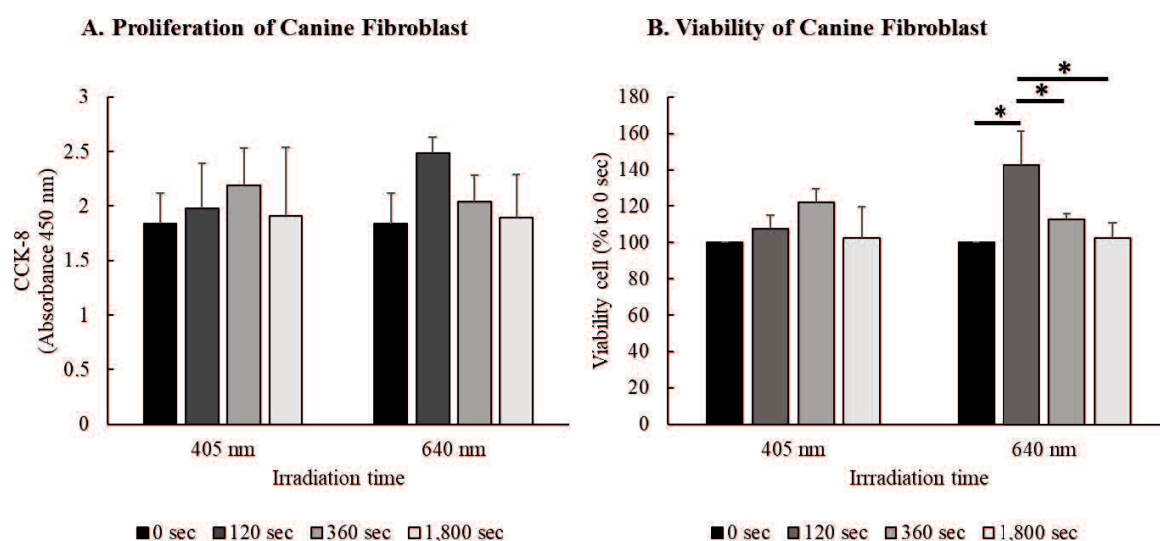 A. Proliferation of Canine Fibroblast
CCK-8
(Absorbance 450 nm)
3
2.5
2
1.5
1
0.5
0
405 nm
640 nm
Irradiation time
0 sec
120 sec
360 sec
1,800 sec
B. Viability of Canine Fibroblast
Viability cell (% to 0 sec)
180
160
140
120
100
80
60
40
20
0
*
*
*
405 nm
640 nm
Irrradiation time
0 sec
120 sec
360 sec
1,800 sec